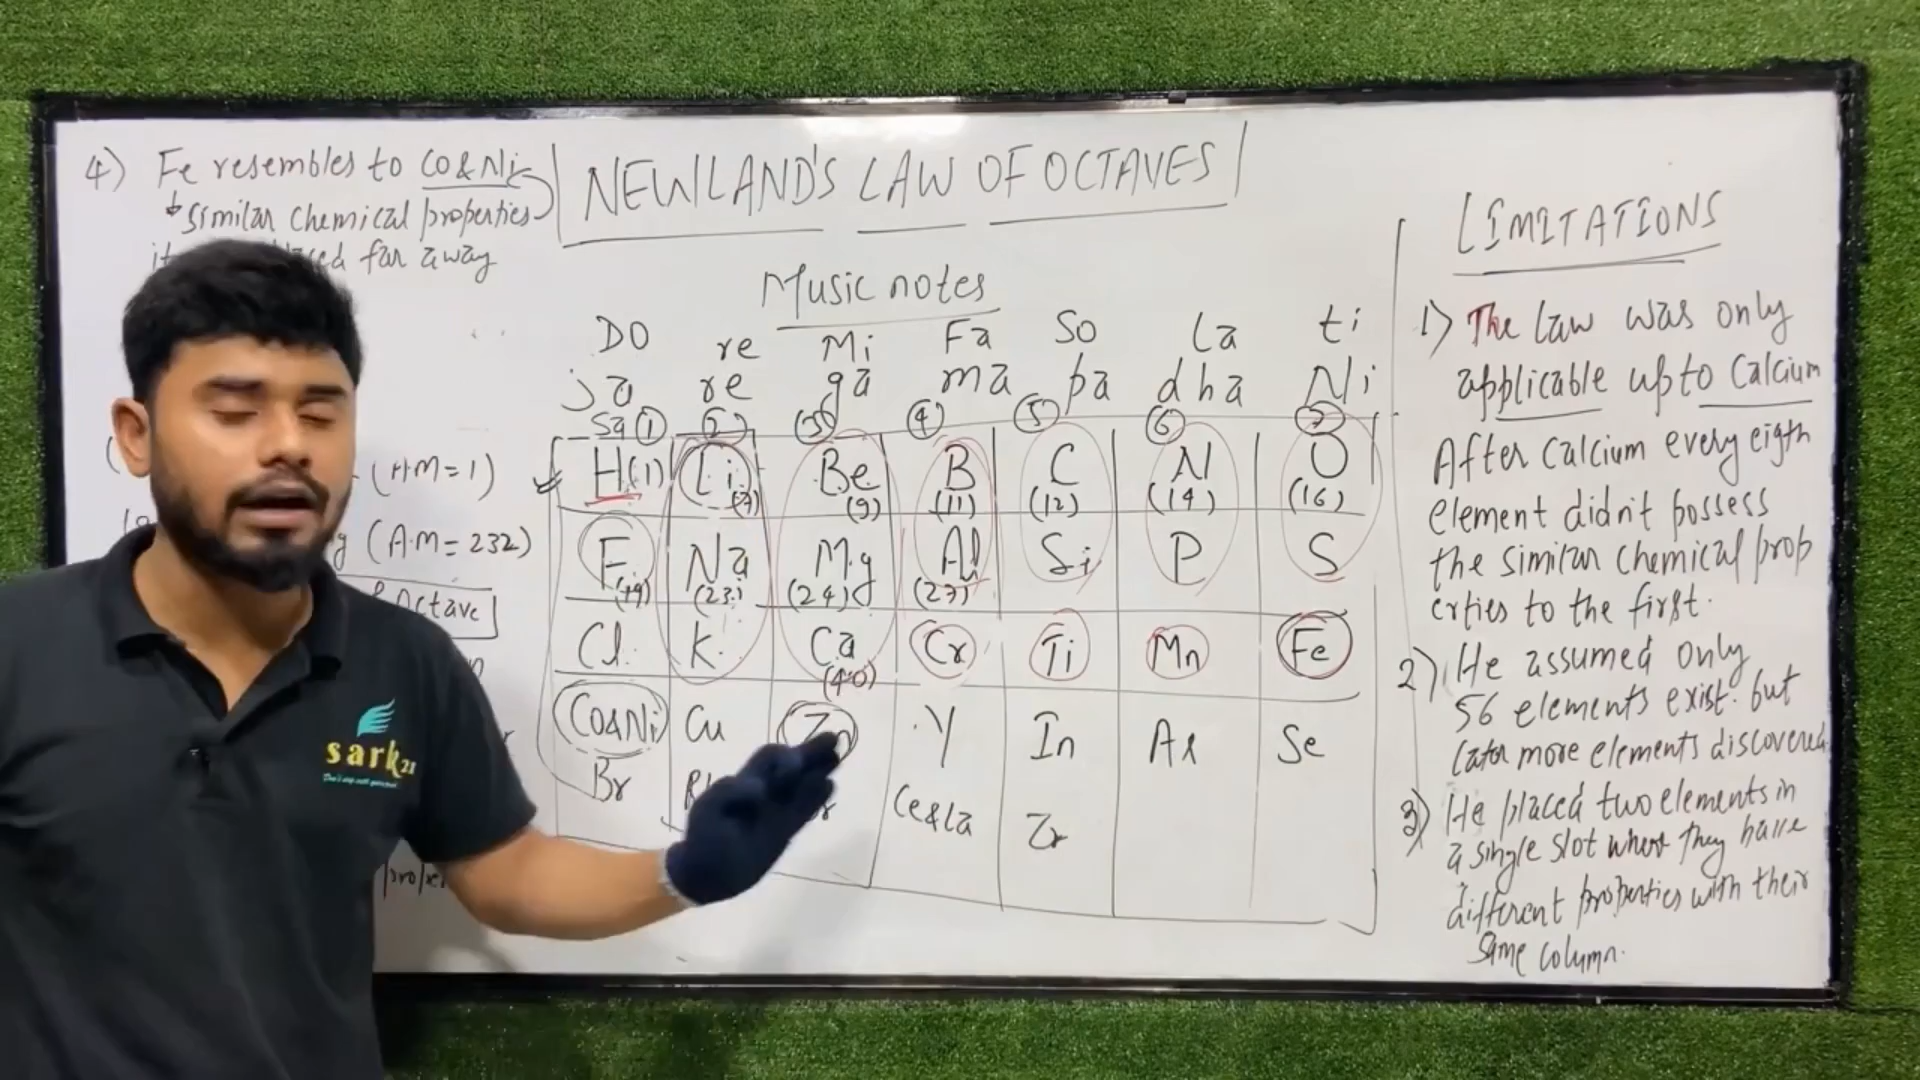 4) Fe resembles to Co&Ni
similar chemical properties
far away
(AM=1)
(A.M=232)
Octave
NEWLAND'S LAW OF OCTAVES
Music notes
DO re Mi Fa So La ti
re ga ma pa dha Ni
Sa ① ② ③ ④ ⑤ ⑥ ⑦
H(1) Li(7) Be(9) B(11) C(12) N(14) O(16)
F(19) Na(23) Mg(24) Al(27) Si P S
Cl K Ca(40) Cr Ti Mn Fe
Co&Ni Cu Zn Y In As Se
Br Ce&La Zr
sark21
LIMITATIONS
1) The law was only
applicable upto Calcium
After Calcium every eigth
element didn't possess
the similar chemical prop
erties to the first.
2) He assumed only
56 elements exist. but
later more elements discovered
3) He placed two elements in
a single slot where they have
different properties with their
same column.